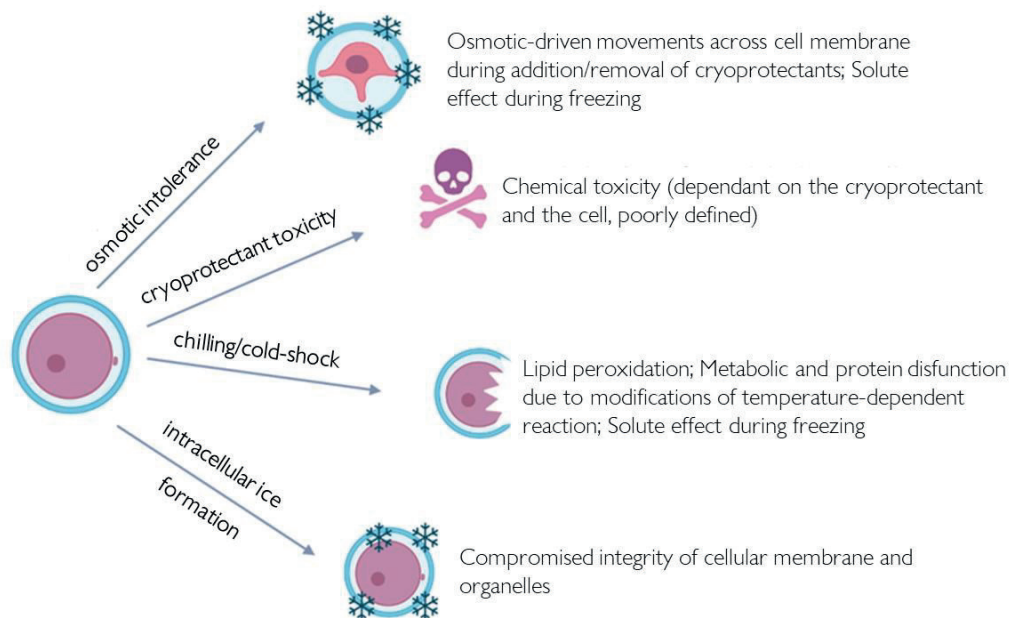 Osmotic-driven movements across cell membrane
during addition/removal of cryoprotectants; Solute
effect during freezing
osmotic intolerance
Chemical toxicity (dependant on the cryoprotectant
and the cell, poorly defined)
cryoprotectant toxicity
chilling/cold-shock
Lipid peroxidation; Metabolic and protein disfunction
due to modifications of temperature-dependent
reaction; Solute effect during freezing
intracellular ice
formation
Compromised integrity of cellular membrane and
organelles